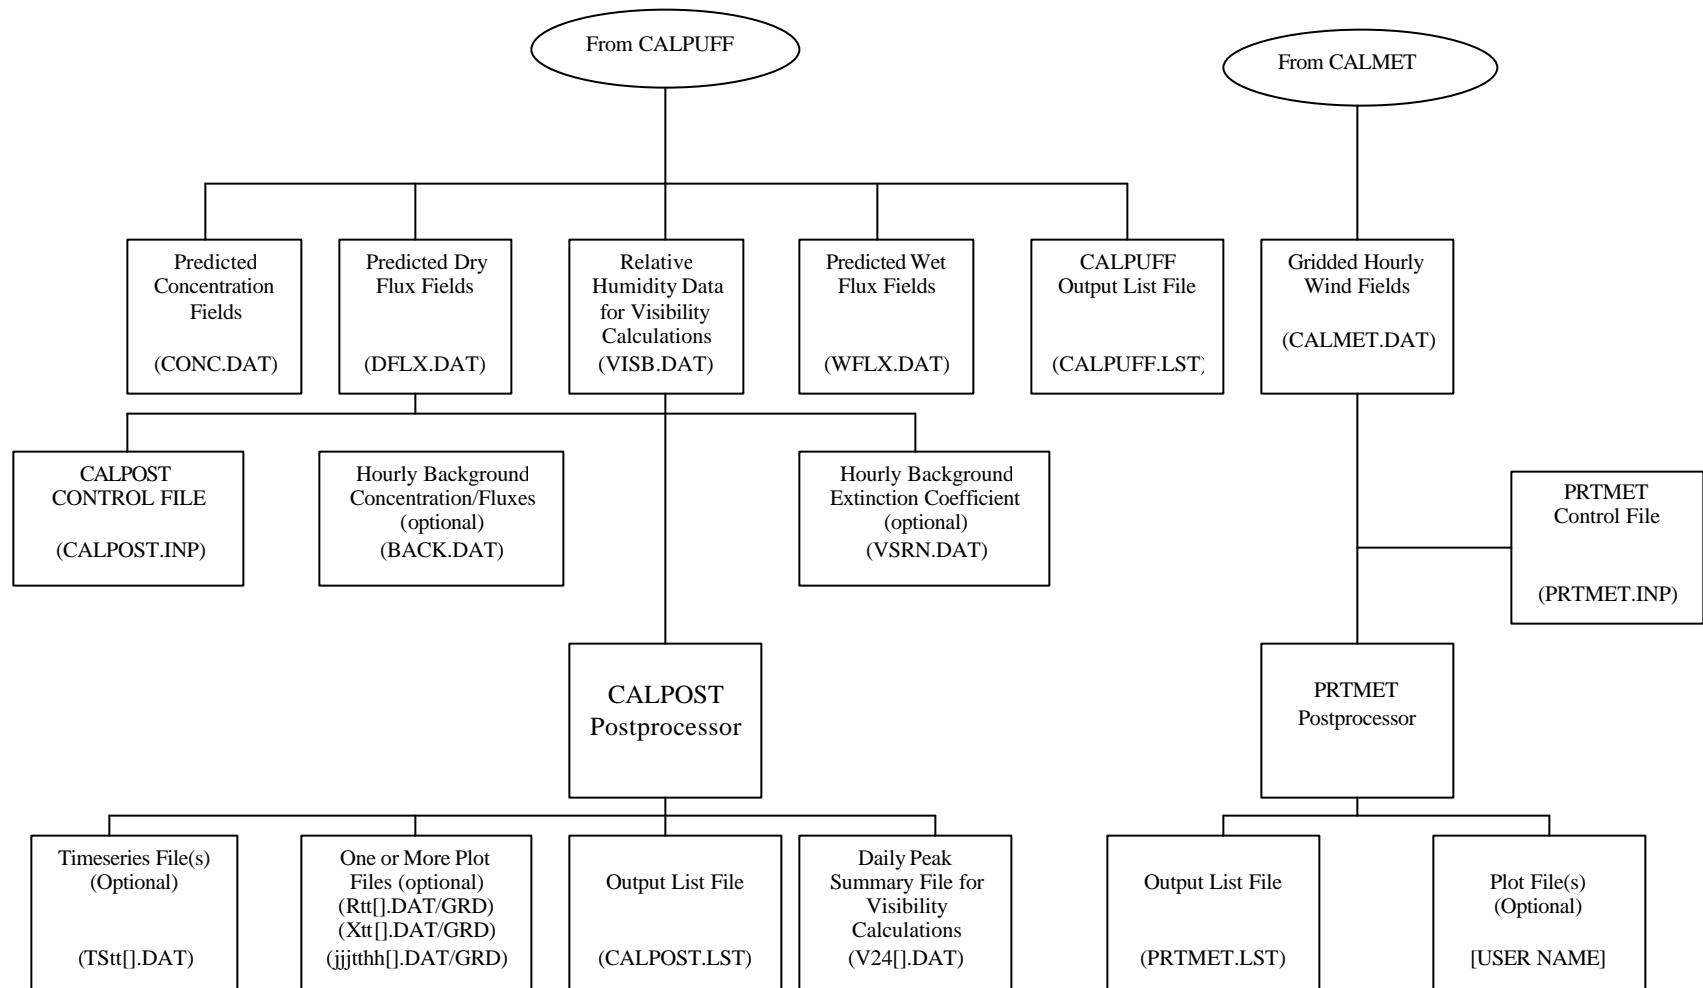 From CALPUFF
From CALMET
Predicted
Concentration
Fields
(CONC.DAT)
Predicted Dry
Flux Fields
(DFLX.DAT)
Relative
Humidity Data
for Visibility
Calculations
(VISB.DAT)
Predicted Wet
Flux Fields
(WFLX.DAT)
CALPUFF
Output List File
(CALPUFF.LST)
Gridded Hourly
Wind Fields
(CALMET.DAT)
CALPOST
CONTROL FILE
(CALPOST.INP)
Hourly Background
Concentration/Fluxes
(optional)
(BACK.DAT)
Hourly Background
Extinction Coefficient
(optional)
(VSRN.DAT)
PRTMET
Control File
(PRTMET.INP)
CALPOST
Postprocessor
PRTMET
Postprocessor
Timeseries File(s)
(Optional)
(TStt[].DAT)
One or More Plot
Files (optional)
(Rtt[].DAT/GRD)
(Xtt[].DAT/GRD)
(jjjtthh[].DAT/GRD)
Output List File
(CALPOST.LST)
Daily Peak
Summary File for
Visibility
Calculations
(V24[].DAT)
Output List File
(PRTMET.LST)
Plot File(s)
(Optional)
[USER NAME]